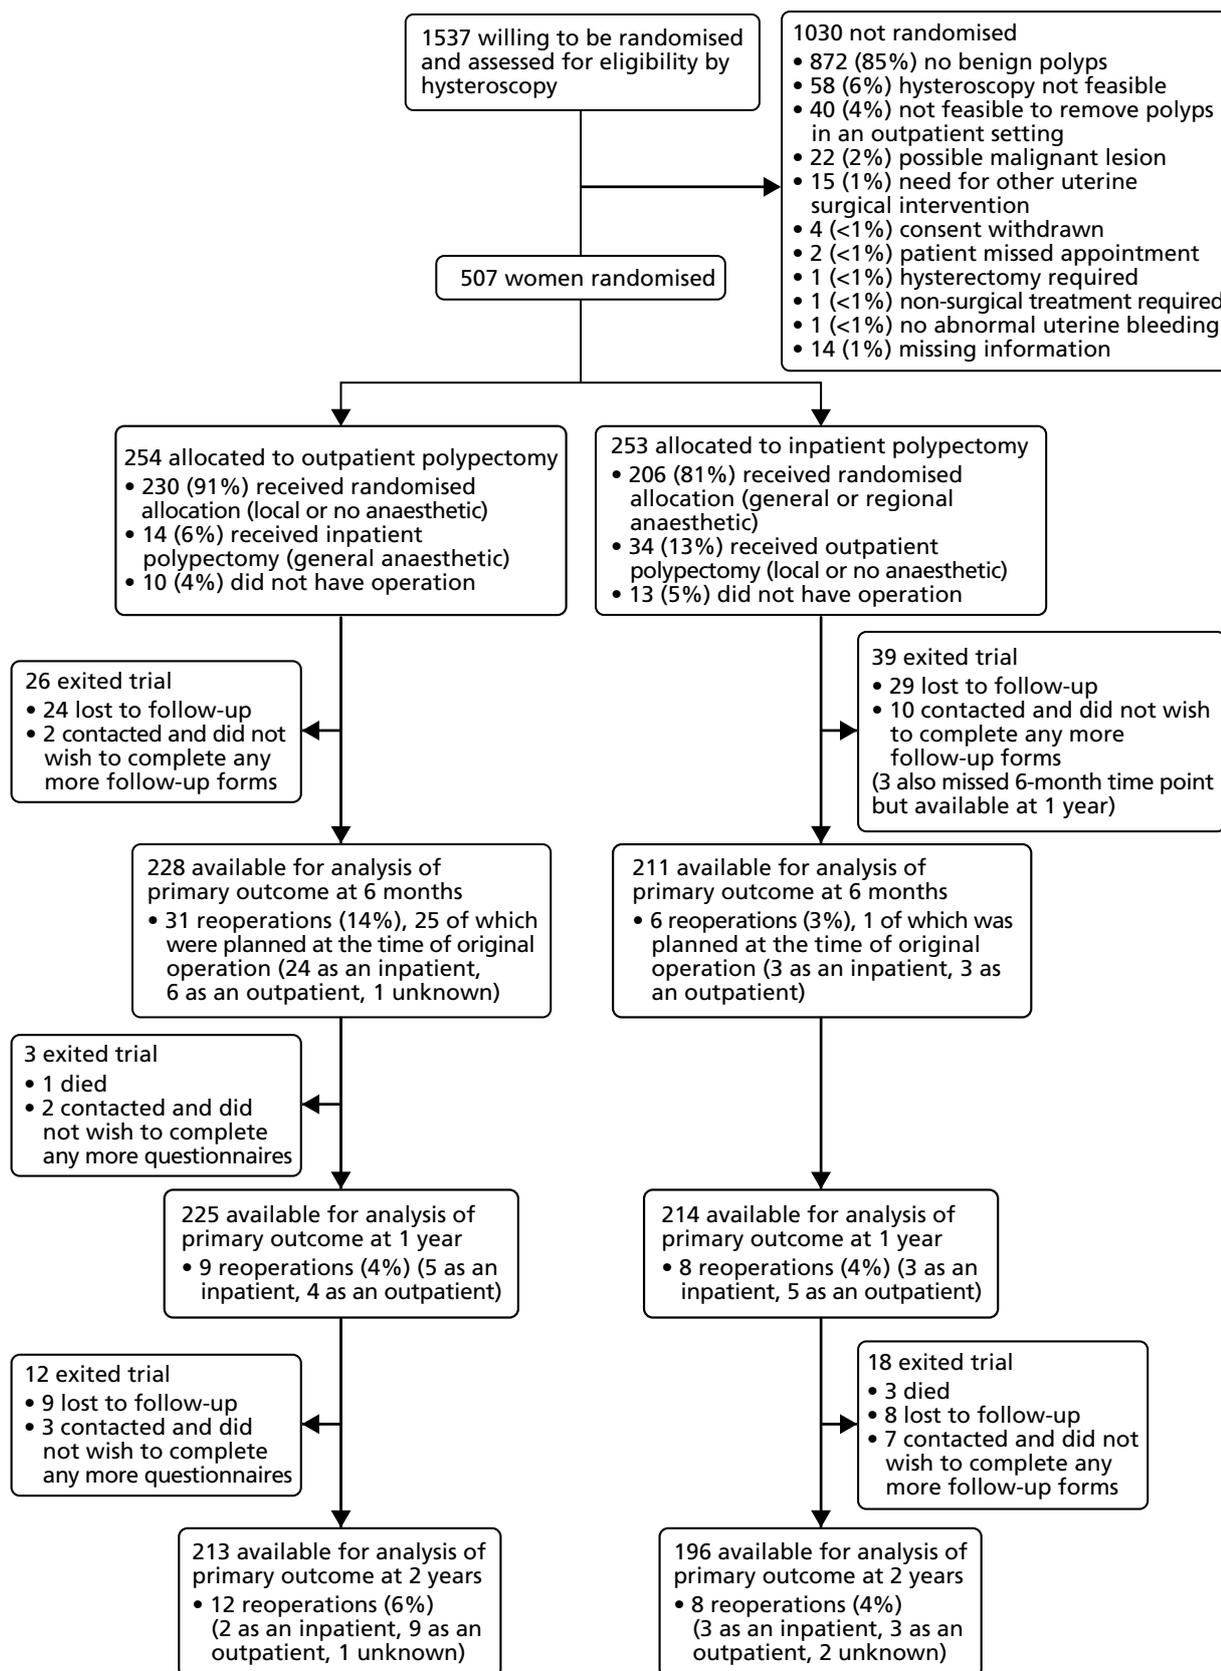 1537 willing to be randomised
and assessed for eligibility by
hysteroscopy
1030 not randomised
• 872 (85%) no benign polyps
• 58 (6%) hysteroscopy not feasible
• 40 (4%) not feasible to remove polyps
in an outpatient setting
• 22 (2%) possible malignant lesion
• 15 (1%) need for other uterine
surgical intervention
• 4 (<1%) consent withdrawn
• 2 (<1%) patient missed appointment
• 1 (<1%) hysterectomy required
• 1 (<1%) non-surgical treatment required
• 1 (<1%) no abnormal uterine bleeding
• 14 (1%) missing information
507 women randomised
254 allocated to outpatient polypectomy
• 230 (91%) received randomised
allocation (local or no anaesthetic)
• 14 (6%) received inpatient
polypectomy (general anaesthetic)
• 10 (4%) did not have operation
253 allocated to inpatient polypectomy
• 206 (81%) received randomised
allocation (general or regional
anaesthetic)
• 34 (13%) received outpatient
polypectomy (local or no anaesthetic)
• 13 (5%) did not have operation
26 exited trial
• 24 lost to follow-up
• 2 contacted and did not
wish to complete any
more follow-up forms
39 exited trial
• 29 lost to follow-up
• 10 contacted and did not wish
to complete any more
follow-up forms
(3 also missed 6-month time point
but available at 1 year)
228 available for analysis of
primary outcome at 6 months
• 31 reoperations (14%), 25 of which
were planned at the time of original
operation (24 as an inpatient,
6 as an outpatient, 1 unknown)
211 available for analysis of
primary outcome at 6 months
• 6 reoperations (3%), 1 of which was
planned at the time of original
operation (3 as an inpatient, 3 as
an outpatient)
3 exited trial
• 1 died
• 2 contacted and did
not wish to complete
any more questionnaires
225 available for analysis of
primary outcome at 1 year
• 9 reoperations (4%) (5 as an
inpatient, 4 as an outpatient)
214 available for analysis of
primary outcome at 1 year
• 8 reoperations (4%) (3 as an
inpatient, 5 as an outpatient)
12 exited trial
• 9 lost to follow-up
• 3 contacted and did
not wish to complete
any more questionnaires
18 exited trial
• 3 died
• 8 lost to follow-up
• 7 contacted and did not
wish to complete any
more follow-up forms
213 available for analysis of
primary outcome at 2 years
• 12 reoperations (6%)
(2 as an inpatient, 9 as an
outpatient, 1 unknown)
196 available for analysis of
primary outcome at 2 years
• 8 reoperations (4%)
(3 as an inpatient, 3 as an
outpatient, 2 unknown)